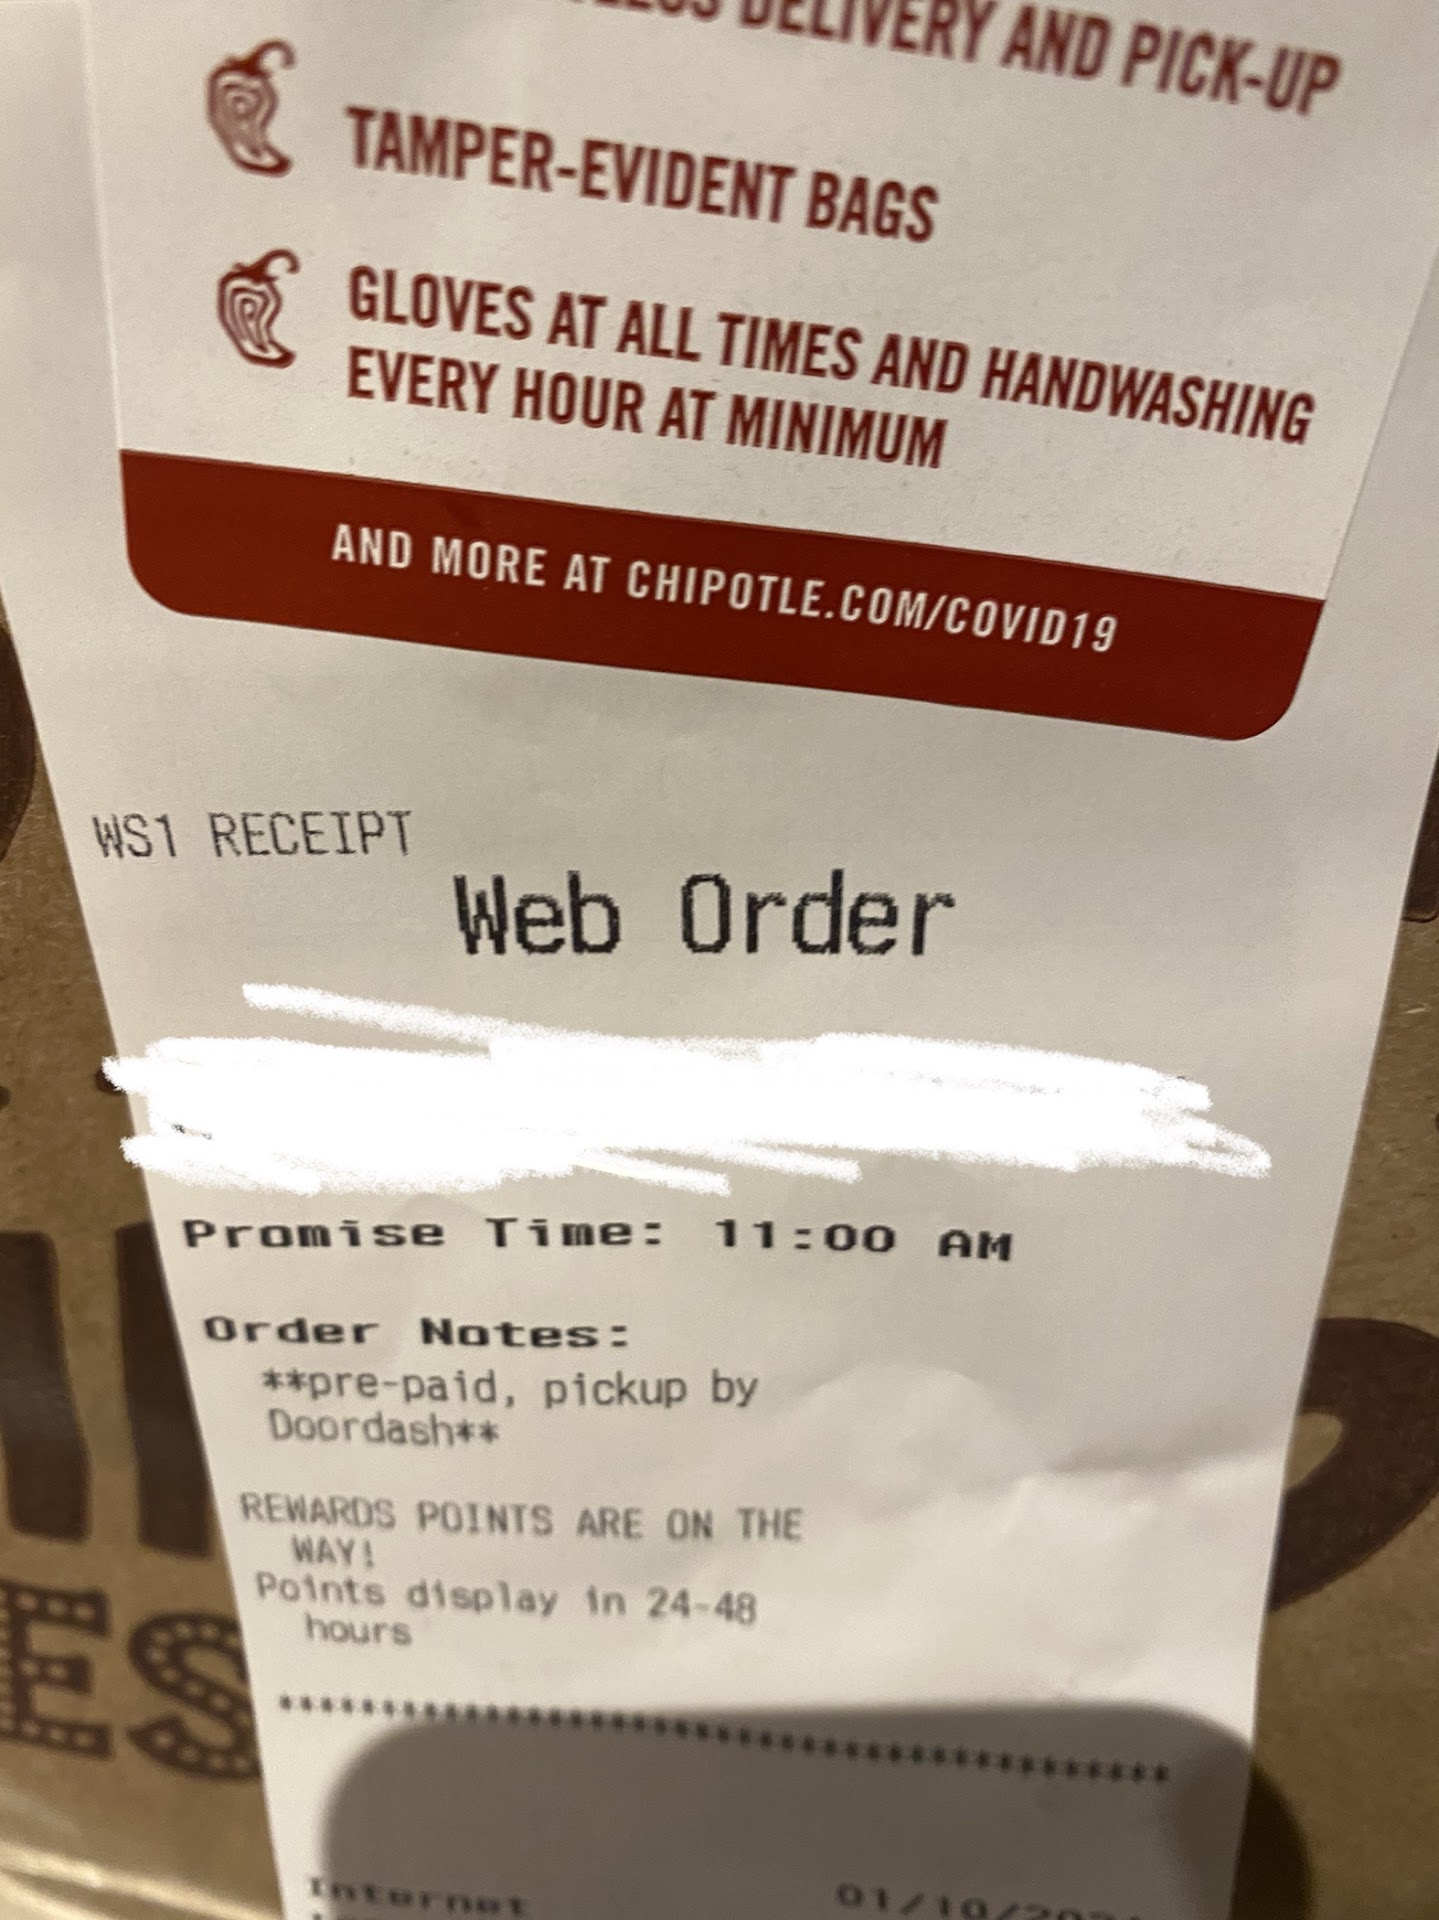 DELIVERY AND PICK-UP
TAMPER-EVIDENT BAGS
GLOVES AT ALL TIMES AND HANDWASHING
EVERY HOUR AT MINIMUM
AND MORE AT CHIPOTLE.COM/COVID19
WS1 RECEIPT
Web Order
Promise Time: 11:00 AM
Order Notes:
**pre-paid, pickup by
Doordash**
REWARDS POINTS ARE ON THE
WAY!
Points display in 24-48
hours
Internet
ES